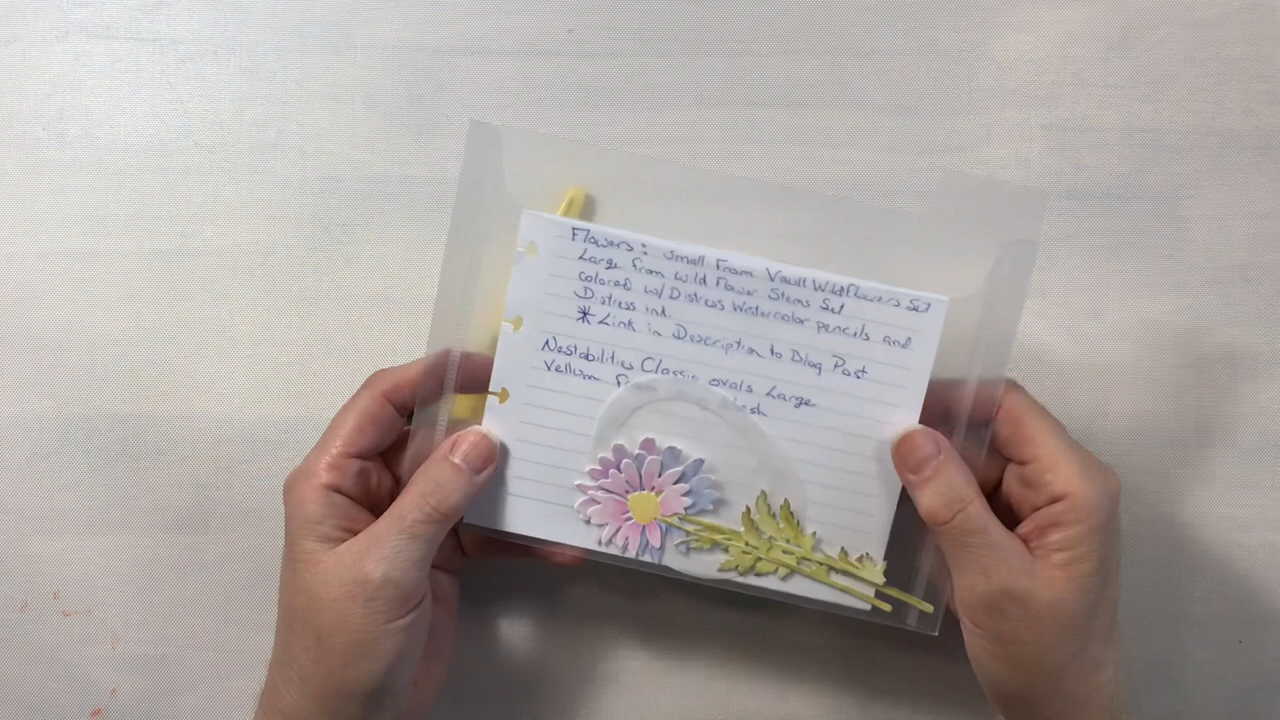 Flowers: small From Vault Wildflowers Set
Large from Wild Flower Stems Set
colored w/Distress Watercolor pencils and
Distress ink.
* Link in Description to Blog Post
Nestabilities Classic ovals Large
Vellum